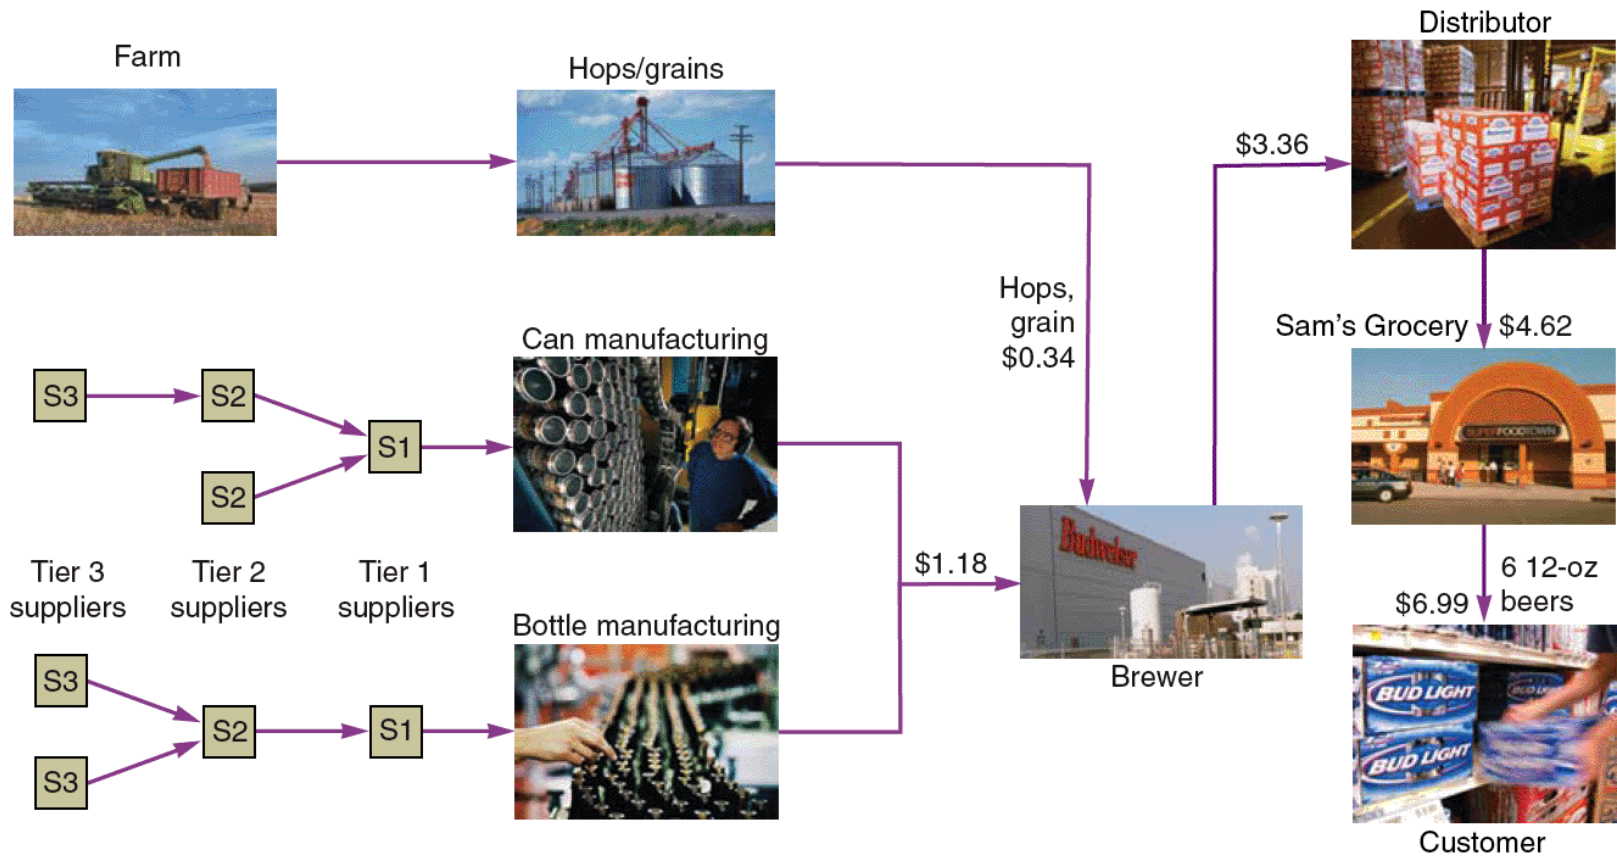 Farm
Hops/grains
Distributor
$3.36
Hops,
grain
$0.34
Sam's Grocery
$4.62
Can manufacturing
S3
S2
S1
S2
Tier 3
suppliers
Tier 2
suppliers
Tier 1
suppliers
$1.18
Budweiser
SUPER FOODTOWN
6 12-oz
beers
$6.99
Bottle manufacturing
S3
S2
S1
S3
Brewer
BUD LIGHT
BUD LIGHT
Customer